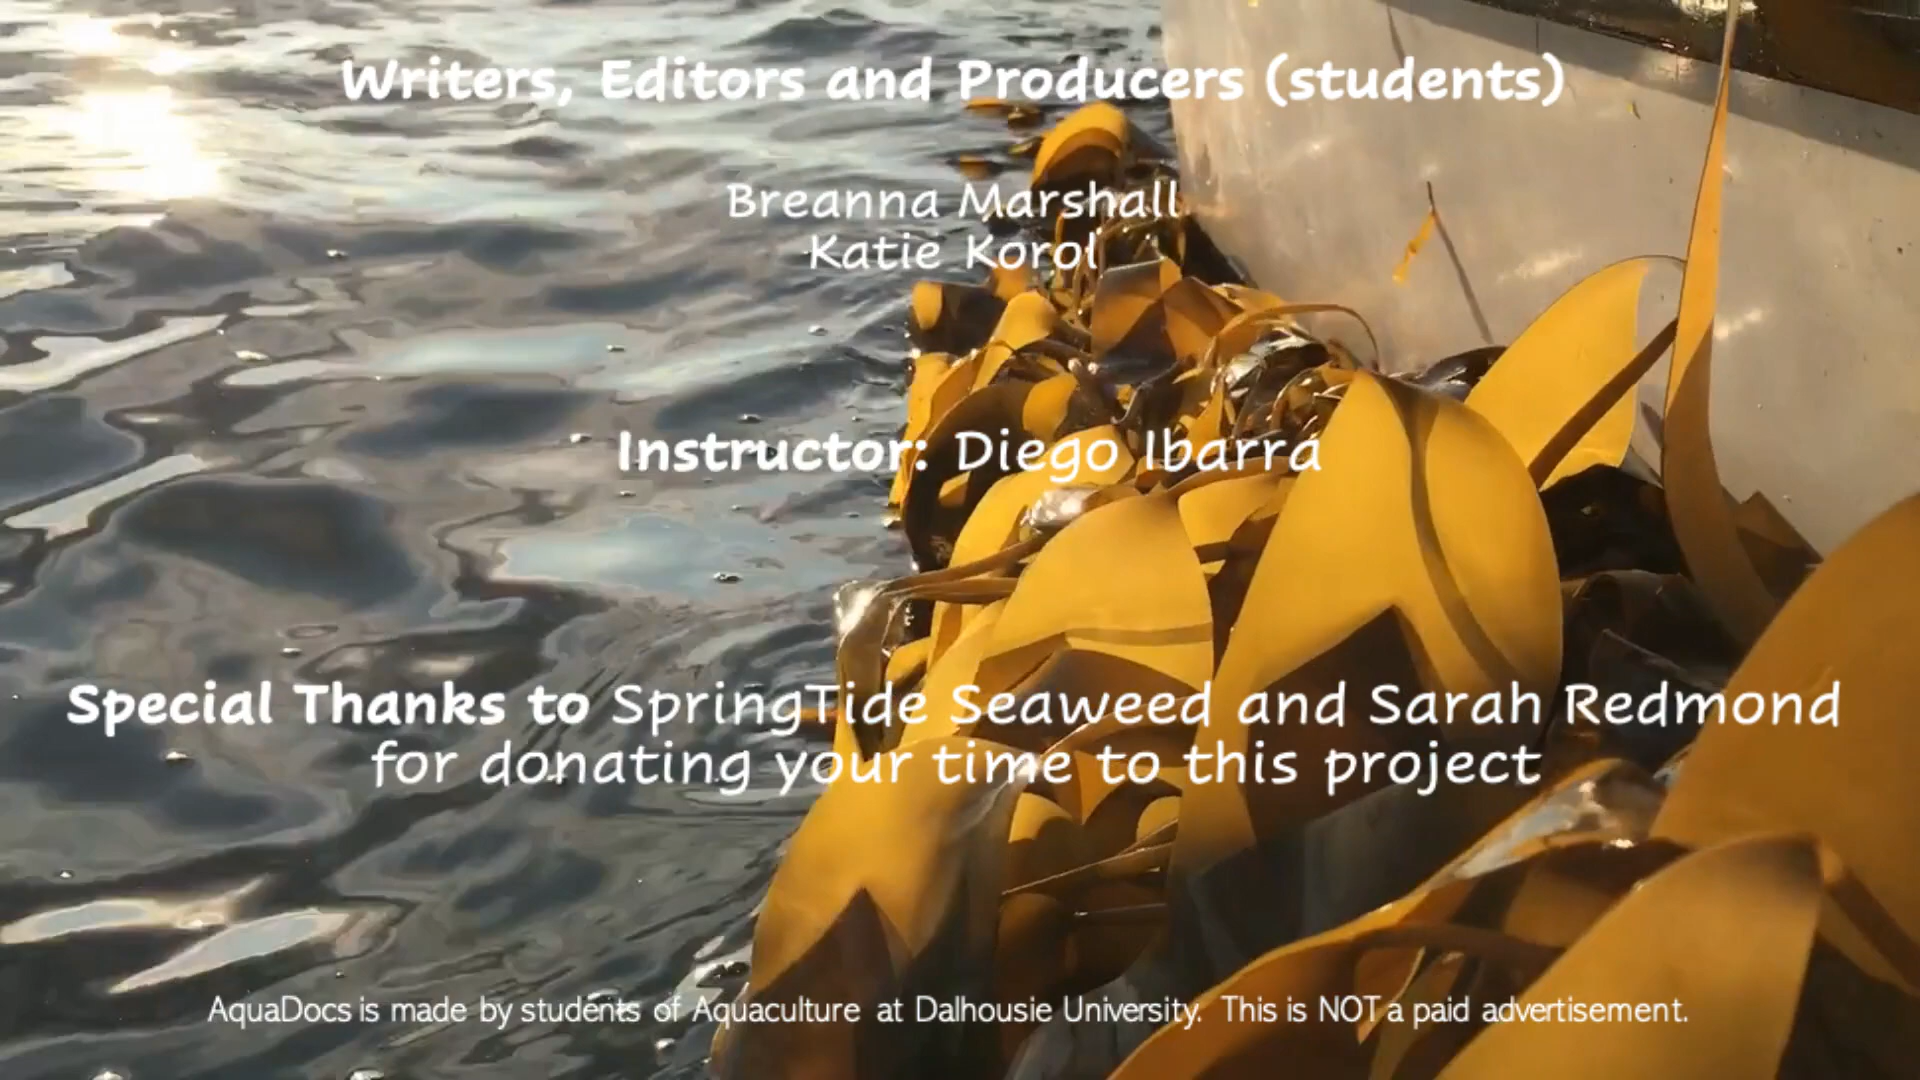 Writers, Editors and Producers (students)
Breanna Marshall
Katie Korol
Instructor: Diego Ibarra
Special Thanks to SpringTide Seaweed and Sarah Redmond
for donating your time to this project
AquaDocs is made by students of Aquaculture at Dalhousie University. This is NOT a paid advertisement.